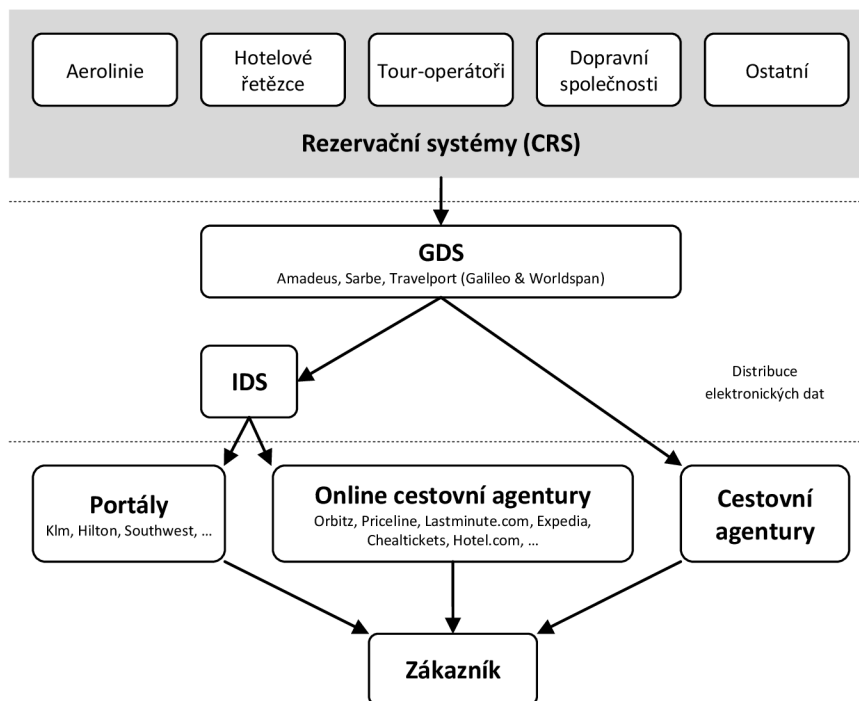 Aerolinie
Hotelové
řetězce
Tour-operátoři
Dopravní
společnosti
Ostatní
Rezervační systémy (CRS)
GDS
Amadeus, Sarbe, Travelport (Galileo & Worldspan)
IDS
Distribuce
elektronických dat
Portály
Klm, Hilton, Southwest, ...
Online cestovní agentury
Orbitz, Priceline, Lastminute.com, Expedia,
Chealtickets, Hotel.com, ...
Cestovní
agentury
Zákazník